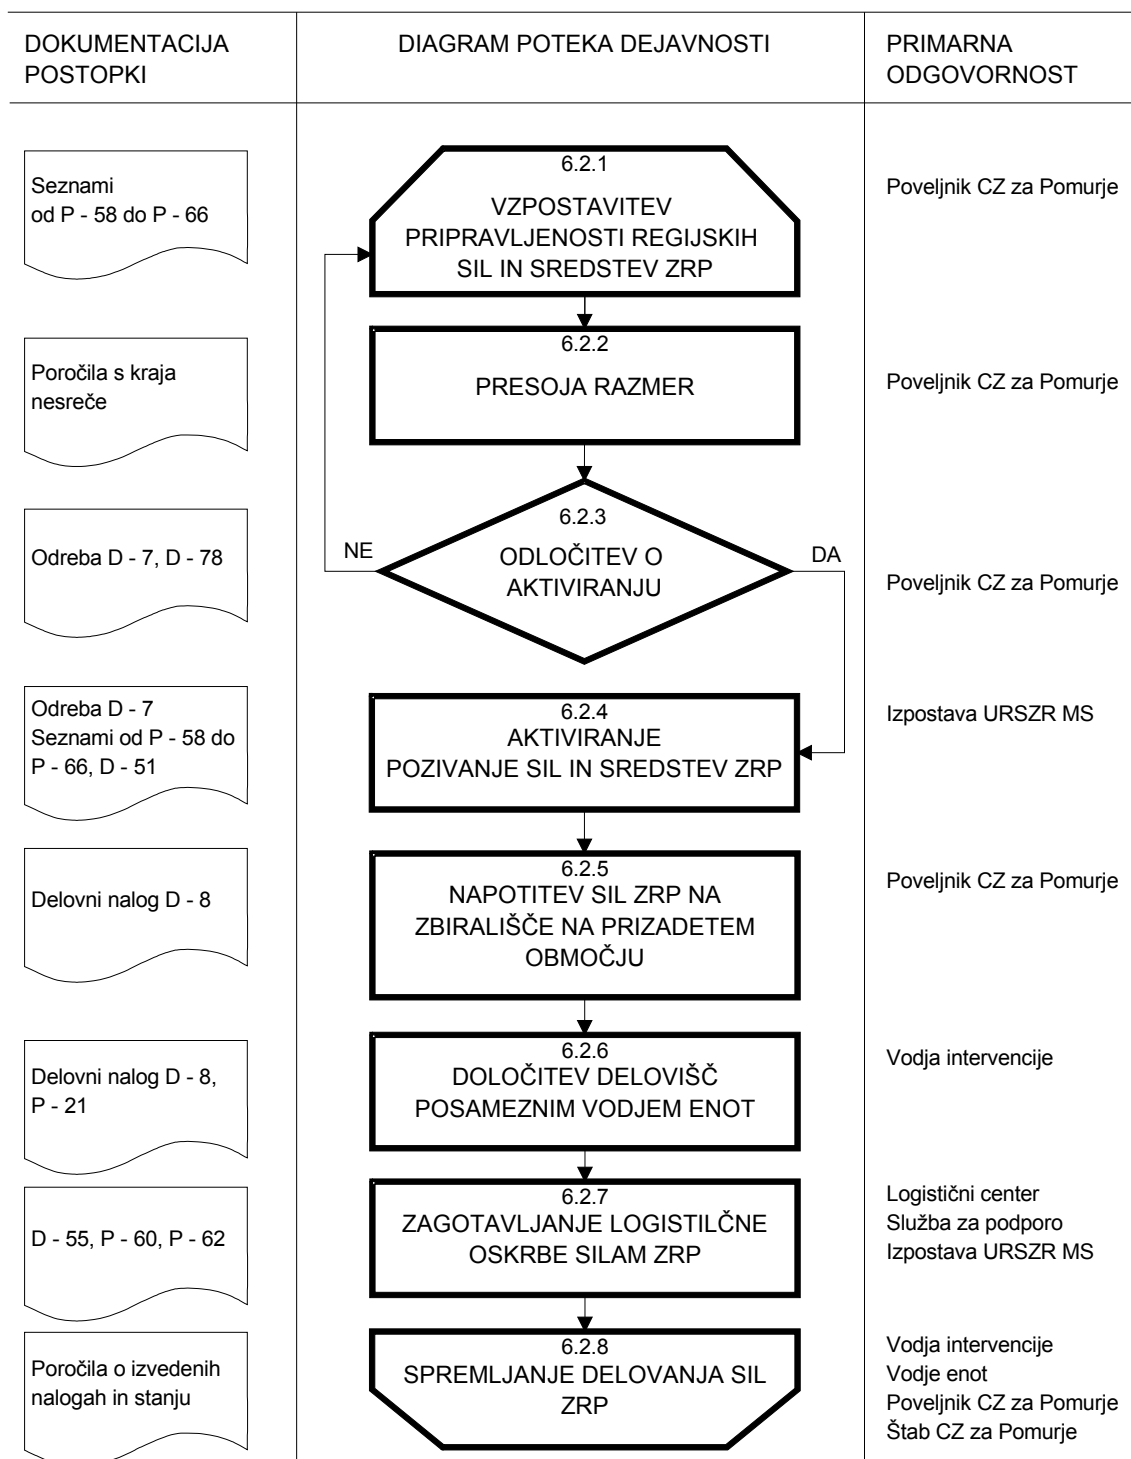 DOKUMENTACIJA
POSTOPKI
DIAGRAM POTEKA DEJAVNOSTI
PRIMARNA
ODGOVORNOST
Seznami
od P - 58 do P - 66
6.2.1
VZPOSTAVITEV
PRIPRAVLJENOSTI REGIJSKIH
SIL IN SREDSTEV ZRP
Poveljnik CZ za Pomurje
Poročila s kraja
nesreče
6.2.2
PRESOJA RAZMER
Poveljnik CZ za Pomurje
Odreba D - 7, D - 78
NE
6.2.3
ODLOČITEV O
AKTIVIRANJU
DA
Poveljnik CZ za Pomurje
Odreba D - 7
Seznami od P - 58 do
P - 66, D - 51
6.2.4
AKTIVIRANJE
POZIVANJE SIL IN SREDSTEV ZRP
Izpostava URSZR MS
Delovni nalog D - 8
6.2.5
NAPOTITEV SIL ZRP NA
ZBIRALIŠČE NA PRIZADETEM
OBMOČJU
Poveljnik CZ za Pomurje
Delovni nalog D - 8,
P - 21
6.2.6
DOLOČITEV DELOVIŠČ
POSAMEZNIM VODJEM ENOT
Vodja intervencije
D - 55, P - 60, P - 62
6.2.7
ZAGOTAVLJANJE LOGISTILČNE
OSKRBE SILAM ZRP
Logistični center
Služba za podporo
Izpostava URSZR MS
Poročila o izvedenih
nalogah in stanju
6.2.8
SPREMLJANJE DELOVANJA SIL
ZRP
Vodja intervencije
Vodje enot
Poveljnik CZ za Pomurje
Štab CZ za Pomurje